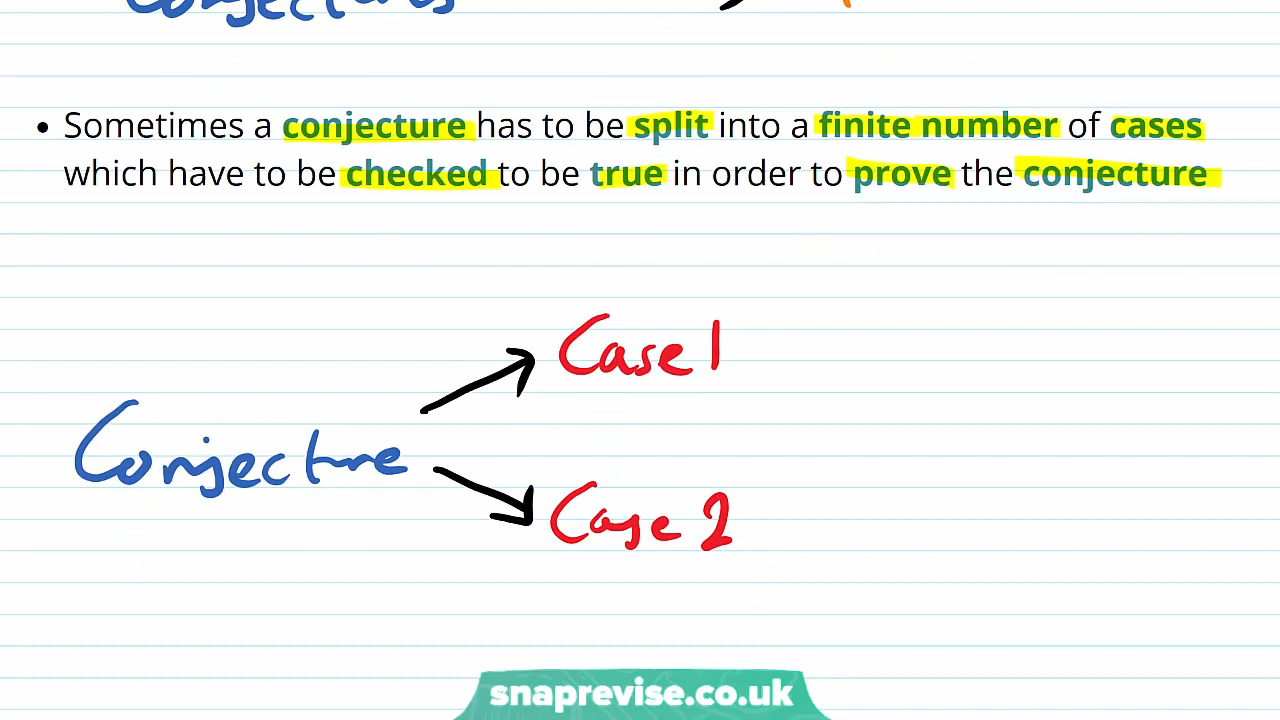 Conjectures
• Sometimes a conjecture has to be split into a finite number of cases
which have to be checked to be true in order to prove the conjecture
Case 1
Conjecture
Case 2
snaprevise.co.uk